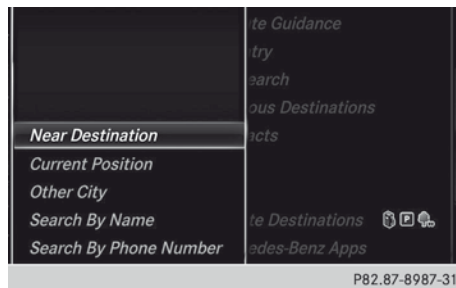 te Guidance
try
earch
ous Destinations
Near Destination
acts
Current Position
Other City
Search By Name
te Destinations
Search By Phone Number
edes-Benz Apps
P82.87-8987-31